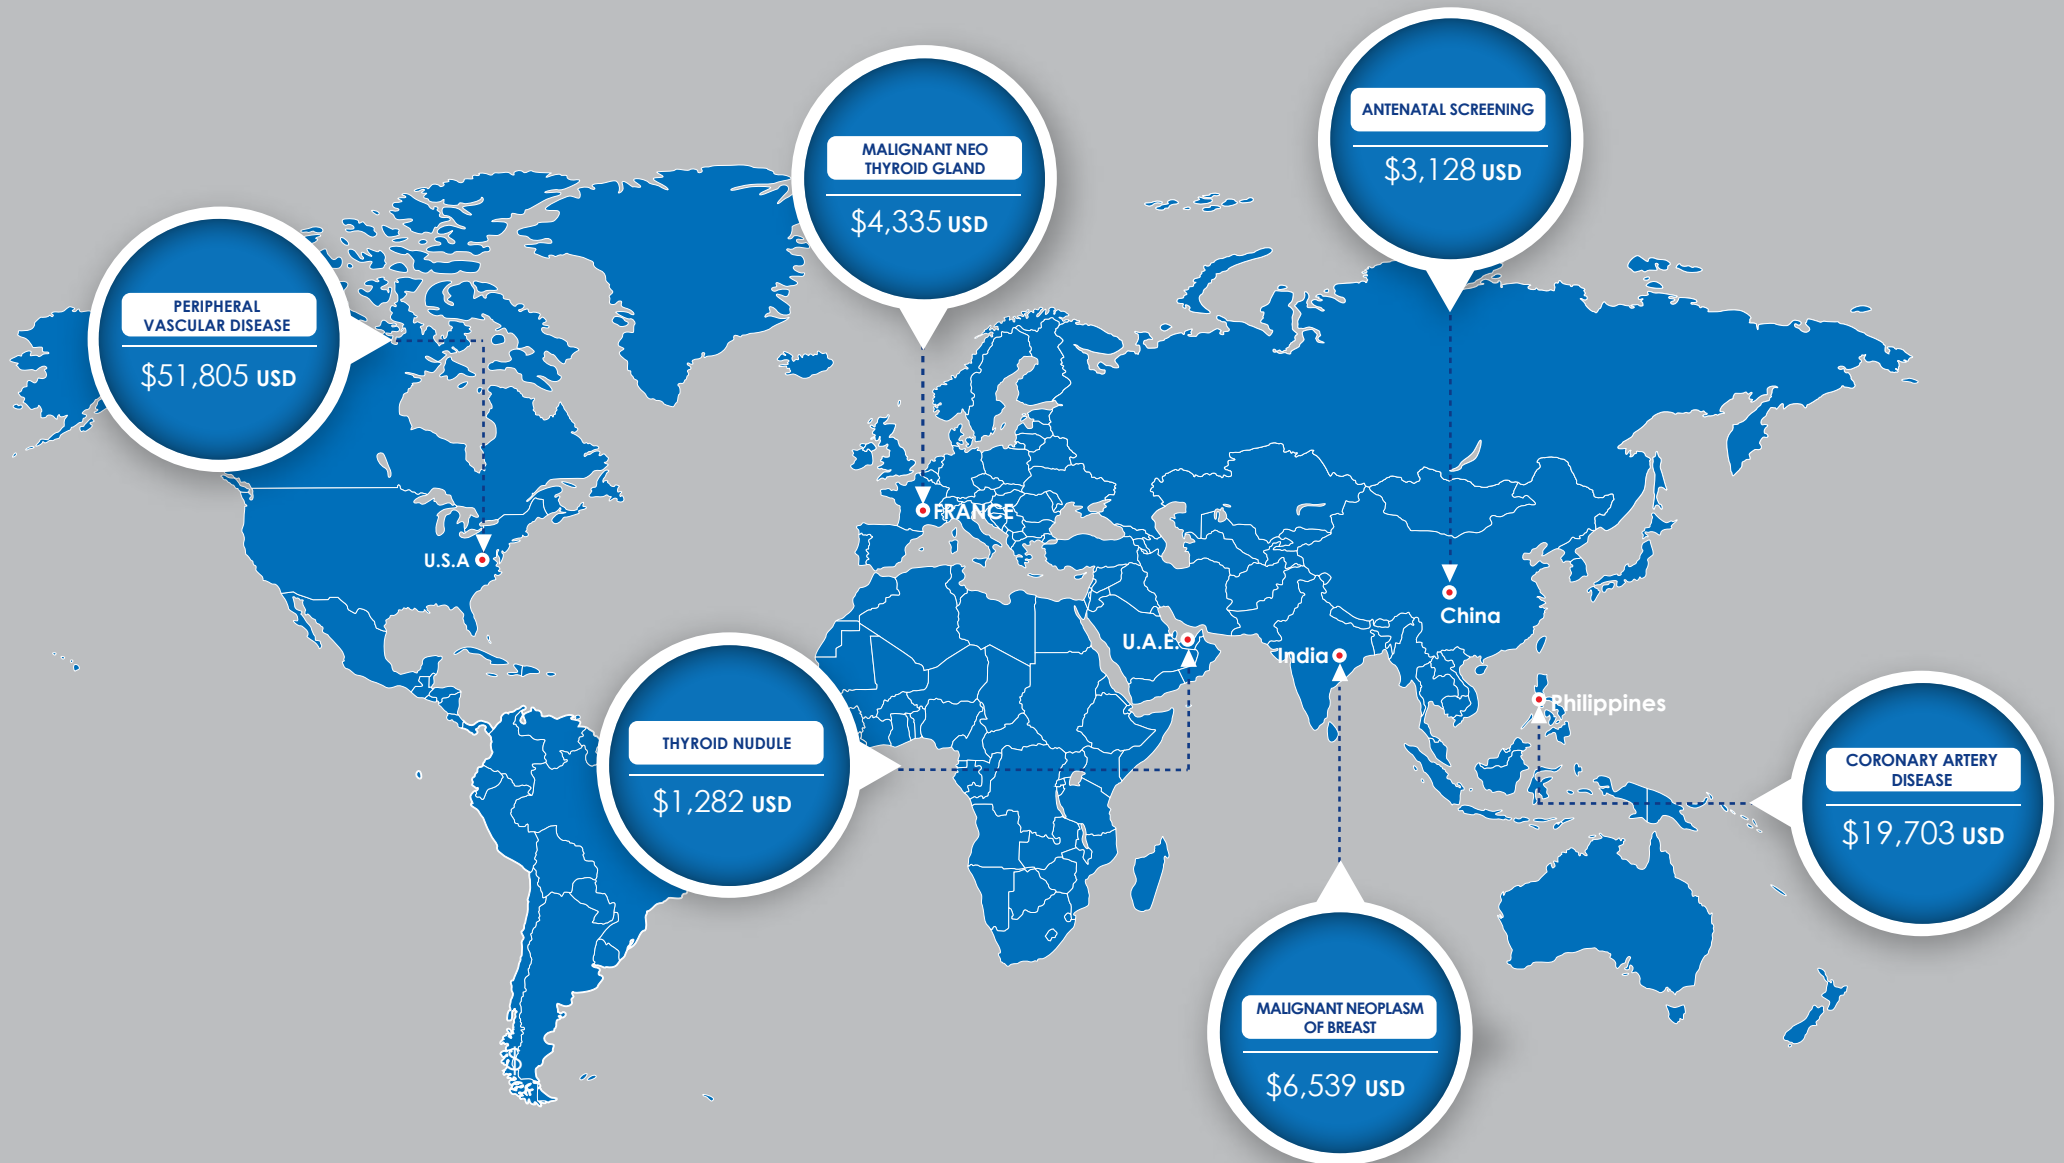 ANTENATAL SCREENING
$3,128 USD
MALIGNANT NEO
THYROID GLAND
$4,335 USD
PERIPHERAL
VASCULAR DISEASE
$51,805 USD
FRANCE
U.S.A
China
U.A.E.
India
Philippines
THYROID NUDULE
$1,282 USD
CORONARY ARTERY
DISEASE
$19,703 USD
MALIGNANT NEOPLASM
OF BREAST
$6,539 USD
$